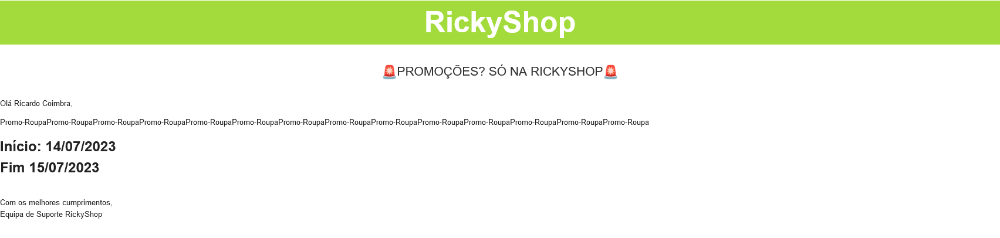 RickyShop
🚨PROMOÇÕES? SÓ NA RICKYSHOP🚨
Olá Ricardo Coimbra,
Promo-RoupaPromo-RoupaPromo-RoupaPromo-RoupaPromo-RoupaPromo-RoupaPromo-RoupaPromo-RoupaPromo-RoupaPromo-RoupaPromo-RoupaPromo-RoupaPromo-RoupaPromo-Roupa
Início: 14/07/2023
Fim 15/07/2023
Com os melhores cumprimentos,
Equipa de Suporte RickyShop